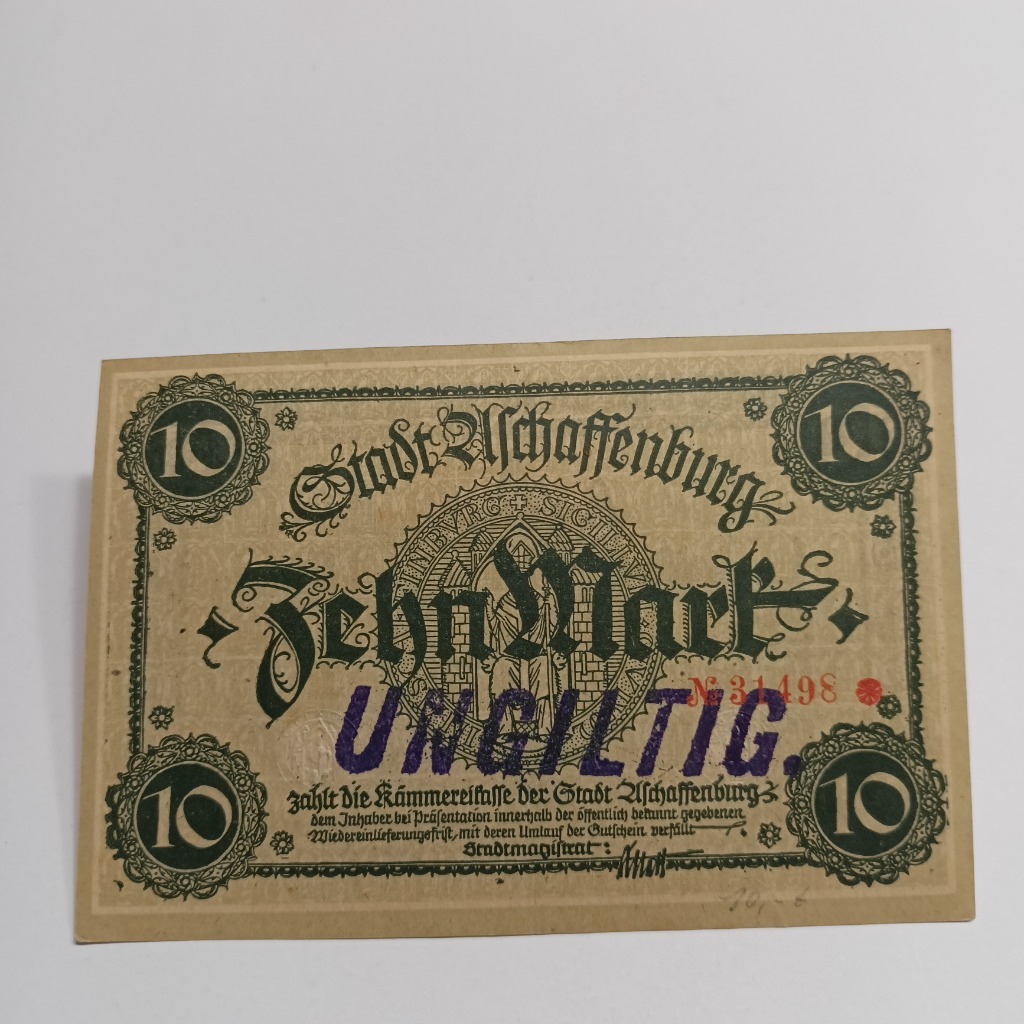 10 10
Stadt Aschaffenburg
Zehn Mark
№ 31498
UNGILTIG.
zahlt die Kämmereikasse der Stadt Aschaffenburg
dem Inhaber bei Präsentation innerhalb der öffentlich bekannt gegebenen
Wiedereinlieferungsfrist, mit deren Umlauf der Gutschein verfällt
Stadtmagistrat:
10 10